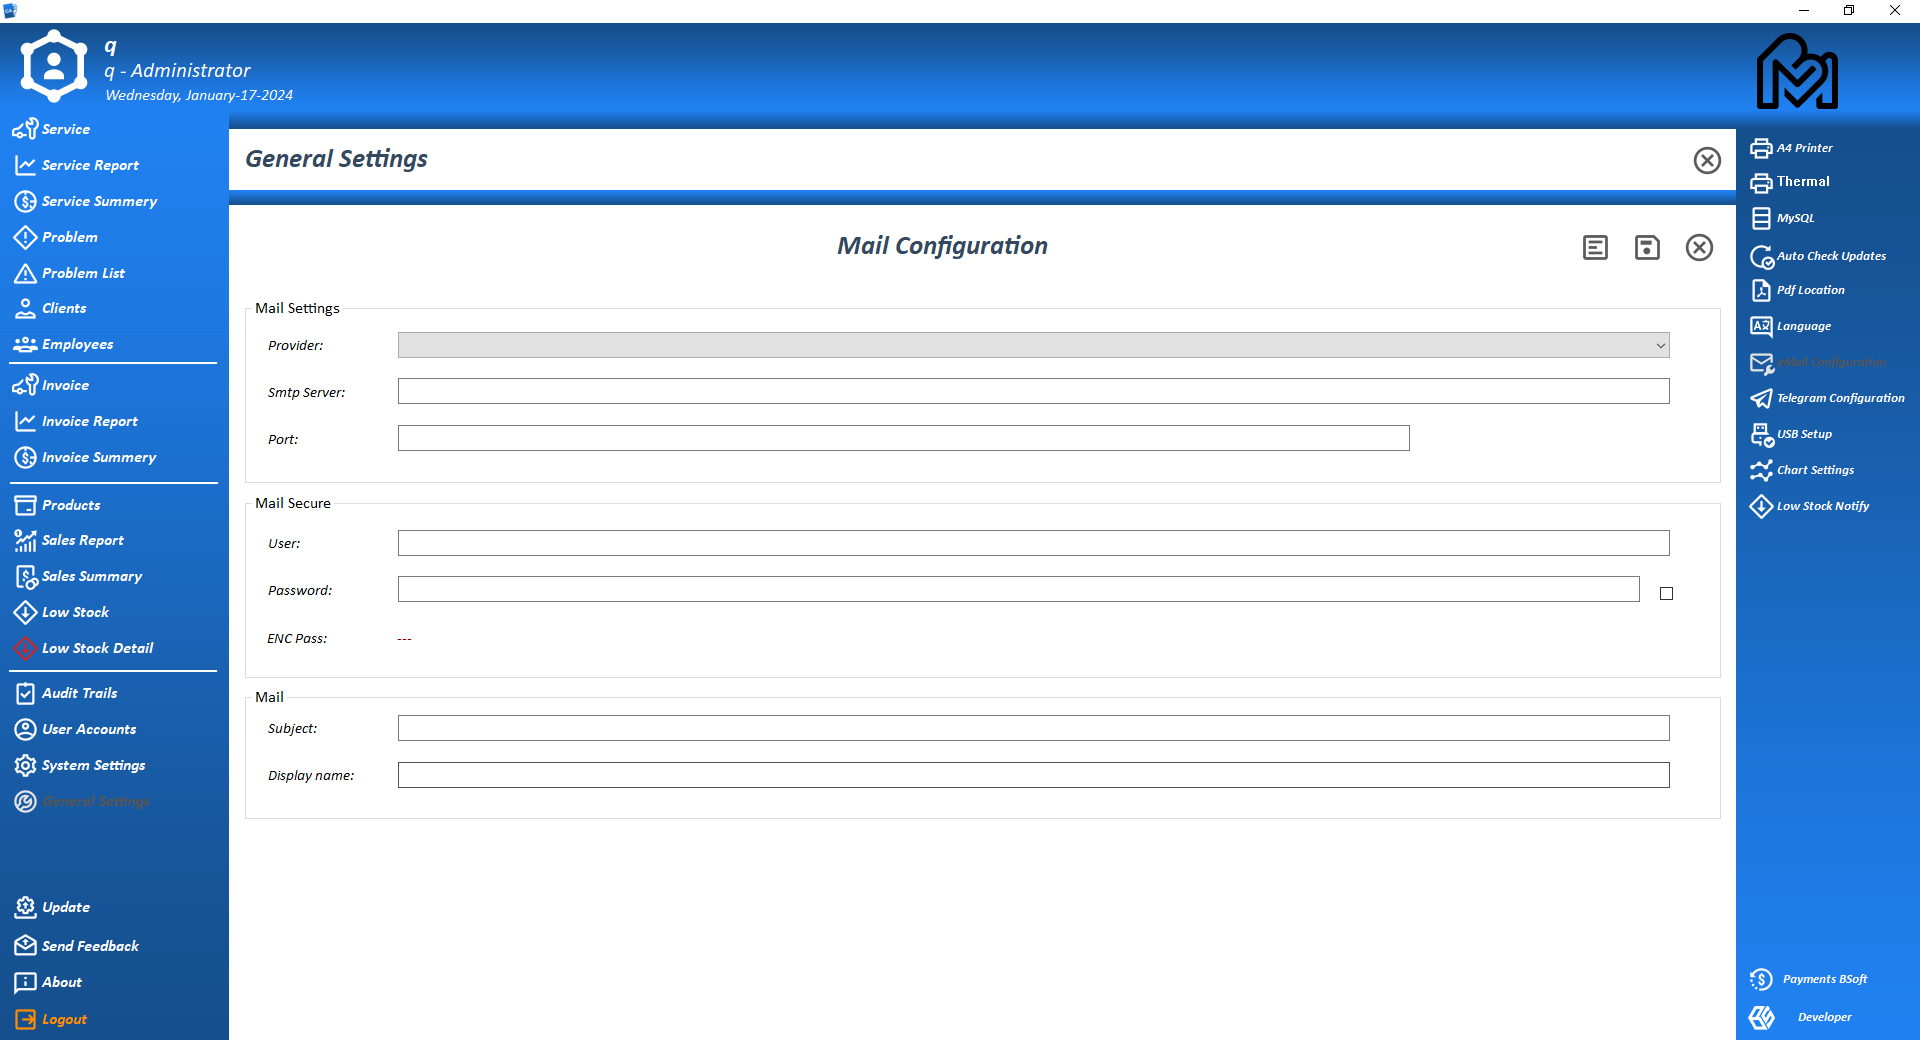 q
q - Administrator
Wednesday, January-17-2024
Service
Service Report
Service Summery
Problem
Problem List
Clients
Employees
Invoice
Invoice Report
Invoice Summery
Products
Sales Report
Sales Summary
Low Stock
Low Stock Detail
Audit Trails
User Accounts
System Settings
General Settings
Update
Send Feedback
About
Logout
General Settings
Mail Configuration
Mail Settings
Provider:
Smtp Server:
Port:
Mail Secure
User:
Password:
ENC Pass: ---
Mail
Subject:
Display name:
A4 Printer
Thermal
MySQL
Auto Check Updates
Pdf Location
Language
eMail Configuration
Telegram Configuration
USB Setup
Chart Settings
Low Stock Notify
Payments BSoft
Developer